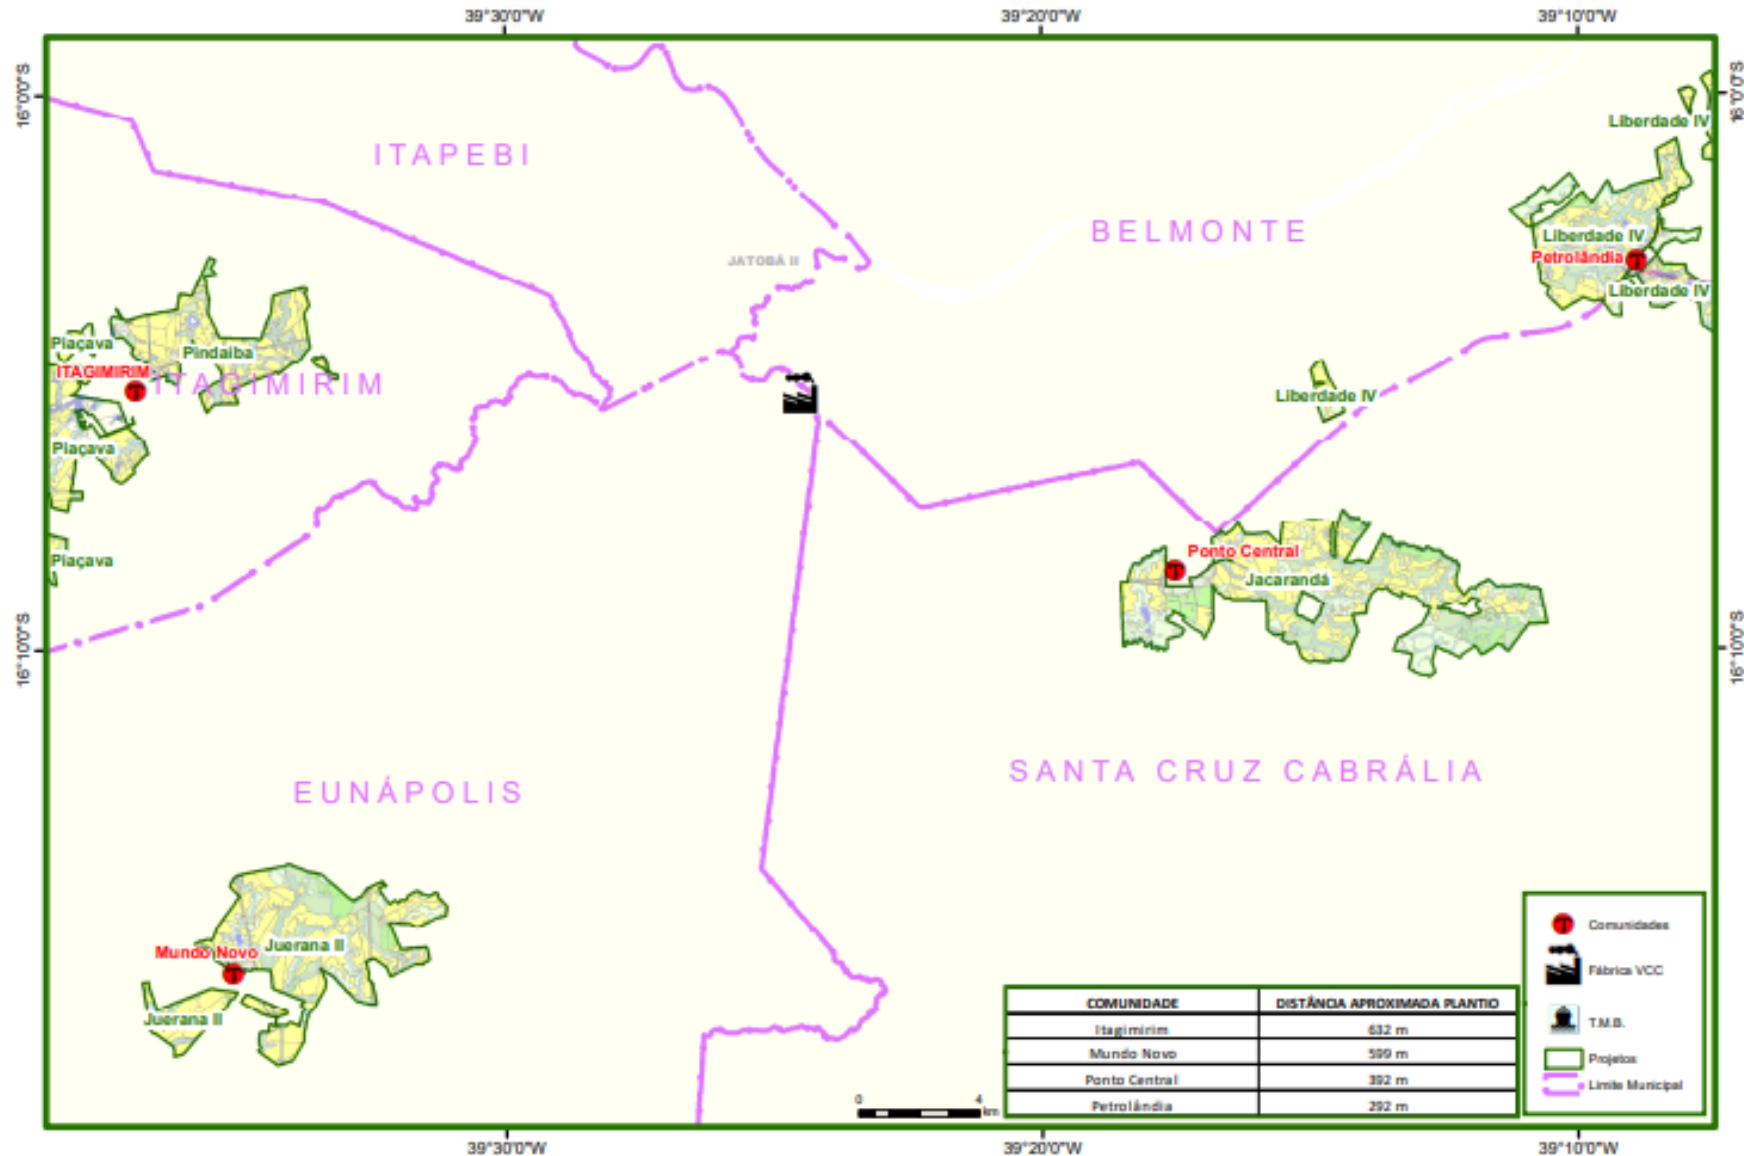 39°30'0"W 39°20'0"W 39°10'0"W
16°0'0"S
16°0'0"S
Liberdade IV
ITAPEBI
BELMONTE
Liberdade IV
Petrolândia
JATOBÁ II
Liberdade IV
Piaçava
Pindaiba
ITAGIMIRIM
ITAGIMIRIM
Liberdade IV
Piaçava
Ponto Central
Piaçava
Jacarandá
16°10'0"S
16°10'0"S
SANTA CRUZ CABRÁLIA
EUNÁPOLIS
Mundo Novo
Juerana II
Juerana II
Comunidades
Fábrica VCC
T.M.B.
Projetos
Limite Municipal
COMUNIDADE DISTÂNCIA APROXIMADA PLANTIO
Itagimirim 632 m
Mundo Novo 599 m
Ponto Central 392 m
Petrolândia 292 m
0 4
km
39°30'0"W 39°20'0"W 39°10'0"W